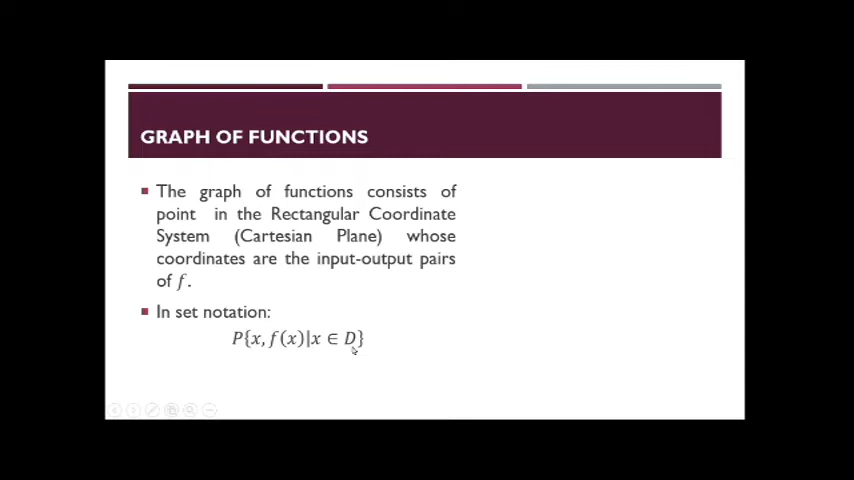 GRAPH OF FUNCTIONS
The graph of functions consists of
point in the Rectangular Coordinate
System (Cartesian Plane) whose
coordinates are the input-output pairs
of f.
In set notation:
P{x, f(x)|x ∈ D}